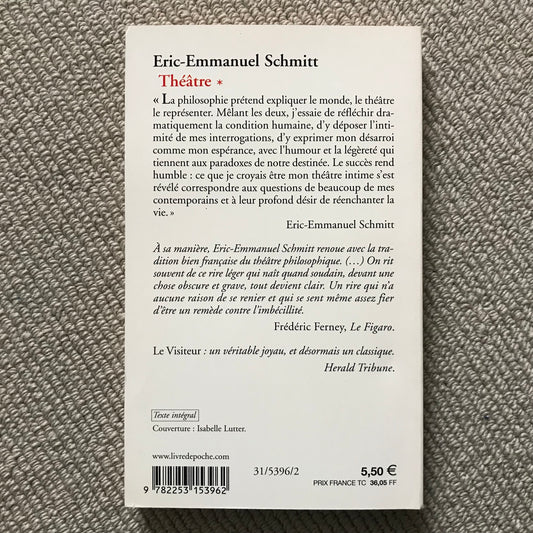 Eric-Emmanuel Schmitt
Théâtre *
« La philosophie prétend expliquer le monde, le théâtre
le représenter. Mêlant les deux, j'essaie de réfléchir dra-
matiquement la condition humaine, d'y déposer l'inti-
mité de mes interrogations, d'y exprimer mon désarroi
comme mon espérance, avec l'humour et la légèreté qui
tiennent aux paradoxes de notre destinée. Le succès rend
humble : ce que je croyais être mon théâtre intime s'est
révélé correspondre aux questions de beaucoup de mes
contemporains et à leur profond désir de réenchanter la
vie. »
Eric-Emmanuel Schmitt
À sa manière, Eric-Emmanuel Schmitt renoue avec la tra-
dition bien française du théâtre philosophique. (…) On rit
souvent de ce rire léger qui naît quand soudain, devant une
chose obscure et grave, tout devient clair. Un rire qui n'a
aucune raison de se renier et qui se sent même assez fier
d'être un remède contre l'imbécillité.
Frédéric Ferney, Le Figaro.
Le Visiteur : un véritable joyau, et désormais un classique.
Herald Tribune.
Texte intégral
Couverture : Isabelle Lutter.
www.livredepoche.com
31/5396/2
5,50 €
PRIX FRANCE TC 36,05 FF
9 782253 153962